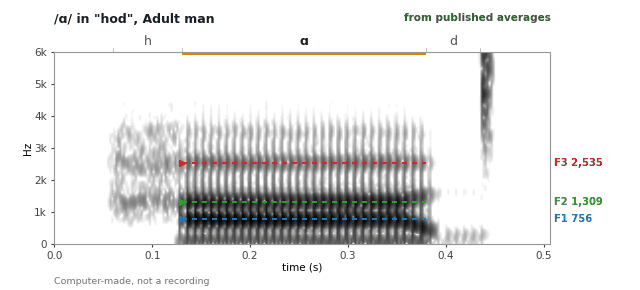 /ɑ/ in "hod", Adult man
from published averages
h ɑ d
6k
5k
4k
3k
2k
1k
0
Hz
F3 2,535
F2 1,309
F1 756
0.0 0.1 0.2 0.3 0.4 0.5
time (s)
Computer-made, not a recording